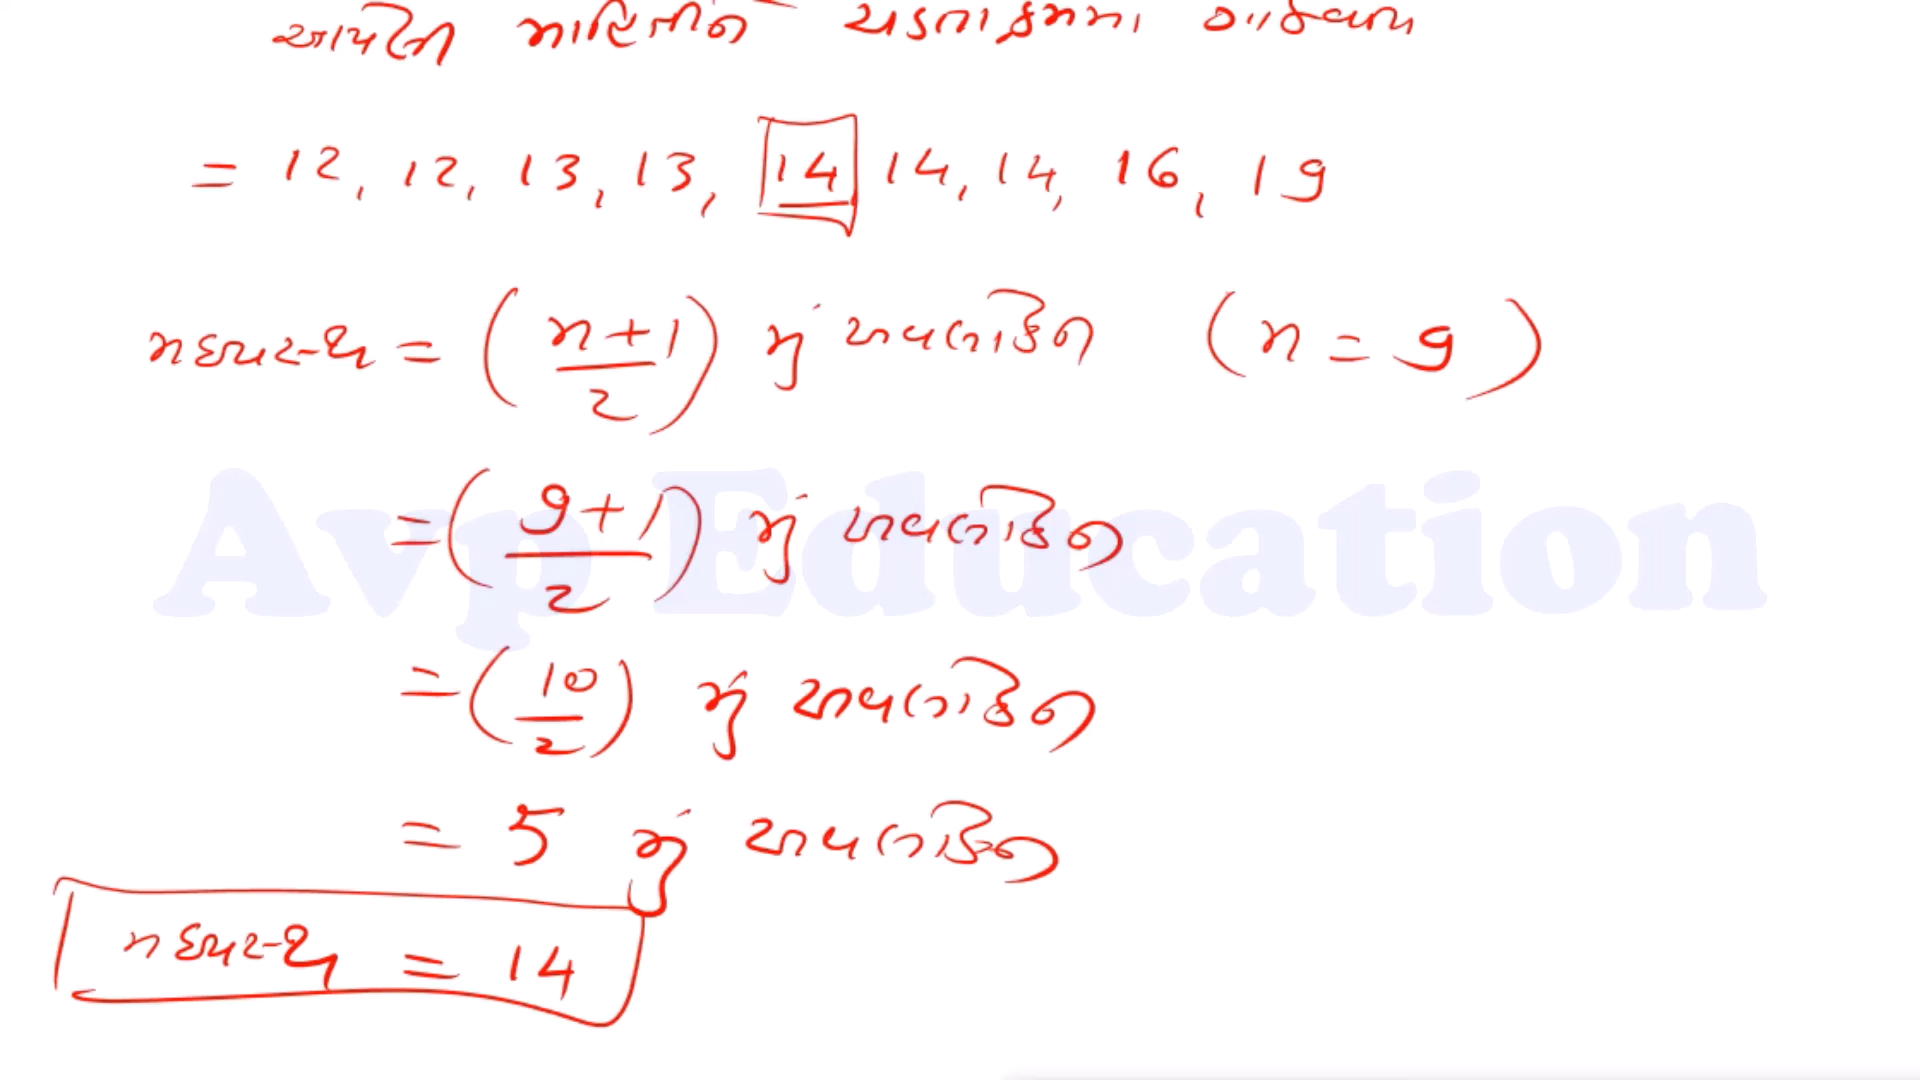 આપેલી માહિતીને ચડતાક્રમમાં ગોઠવતા
= 12, 12, 13, 13, 14 14, 14, 16, 19
મધ્યસ્થ = (n+1/2) મું અવલોકન (n = 9)
= (9+1/2) મું અવલોકન
= (10/2) મું અવલોકન
= 5 મું અવલોકન
મધ્યસ્થ = 14
Avp Education